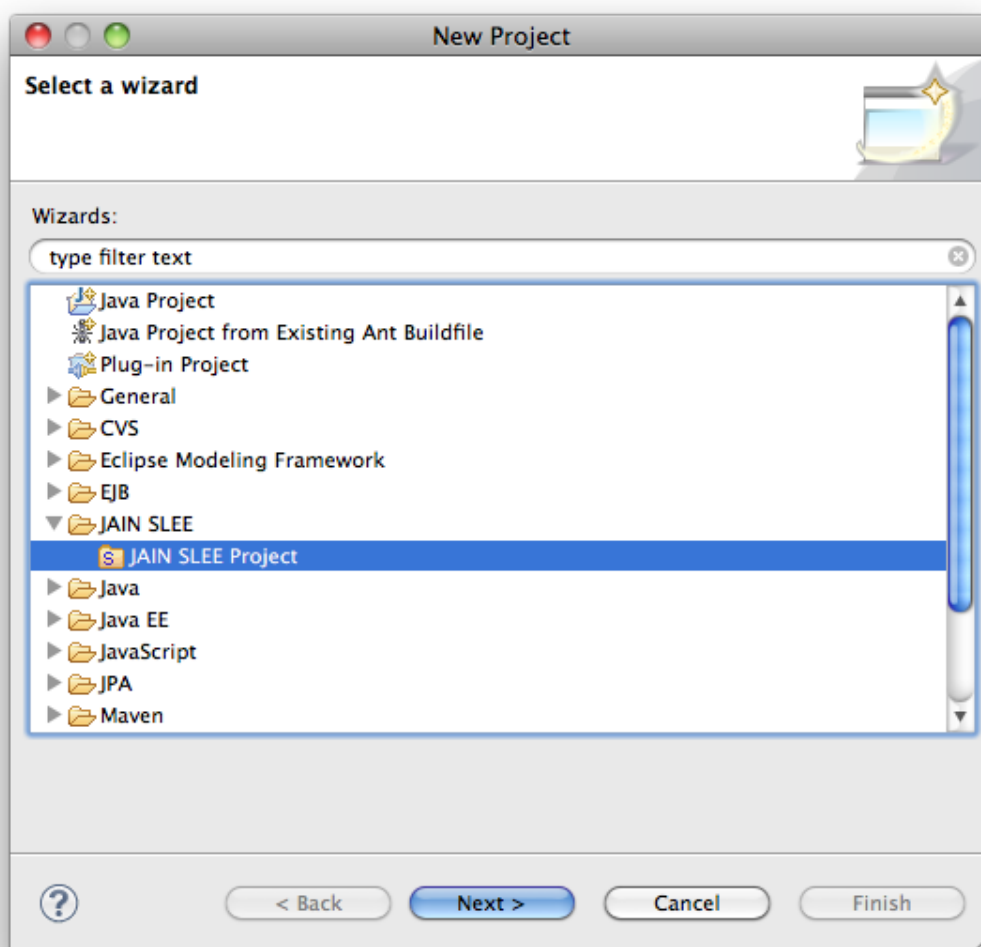 New Project
Select a wizard
Wizards:
type filter text
Java Project
Java Project from Existing Ant Buildfile
Plug-in Project
General
CVS
Eclipse Modeling Framework
EJB
JAIN SLEE
JAIN SLEE Project
Java
Java EE
JavaScript
JPA
Maven
? < Back Next > Cancel Finish